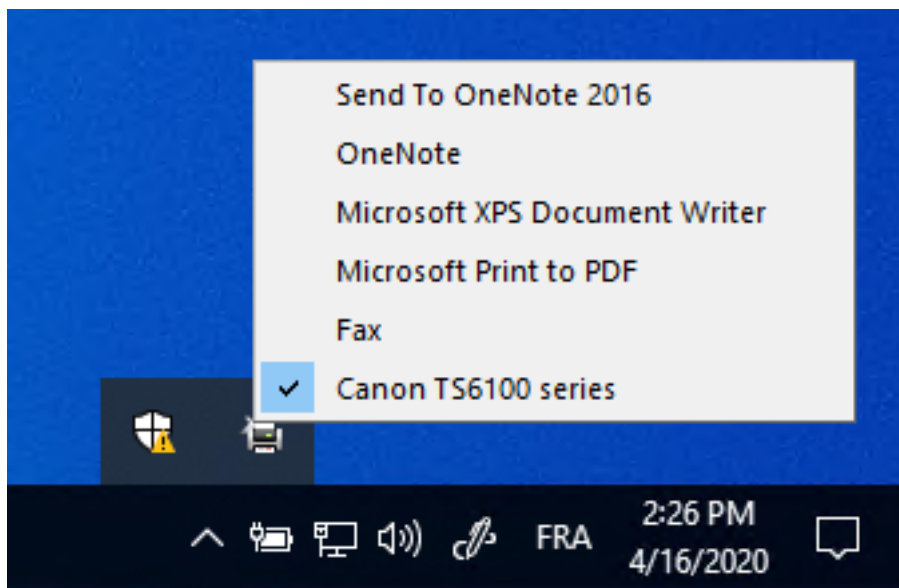 Send To OneNote 2016
OneNote
Microsoft XPS Document Writer
Microsoft Print to PDF
Fax
Canon TS6100 series
FRA
2:26 PM
4/16/2020